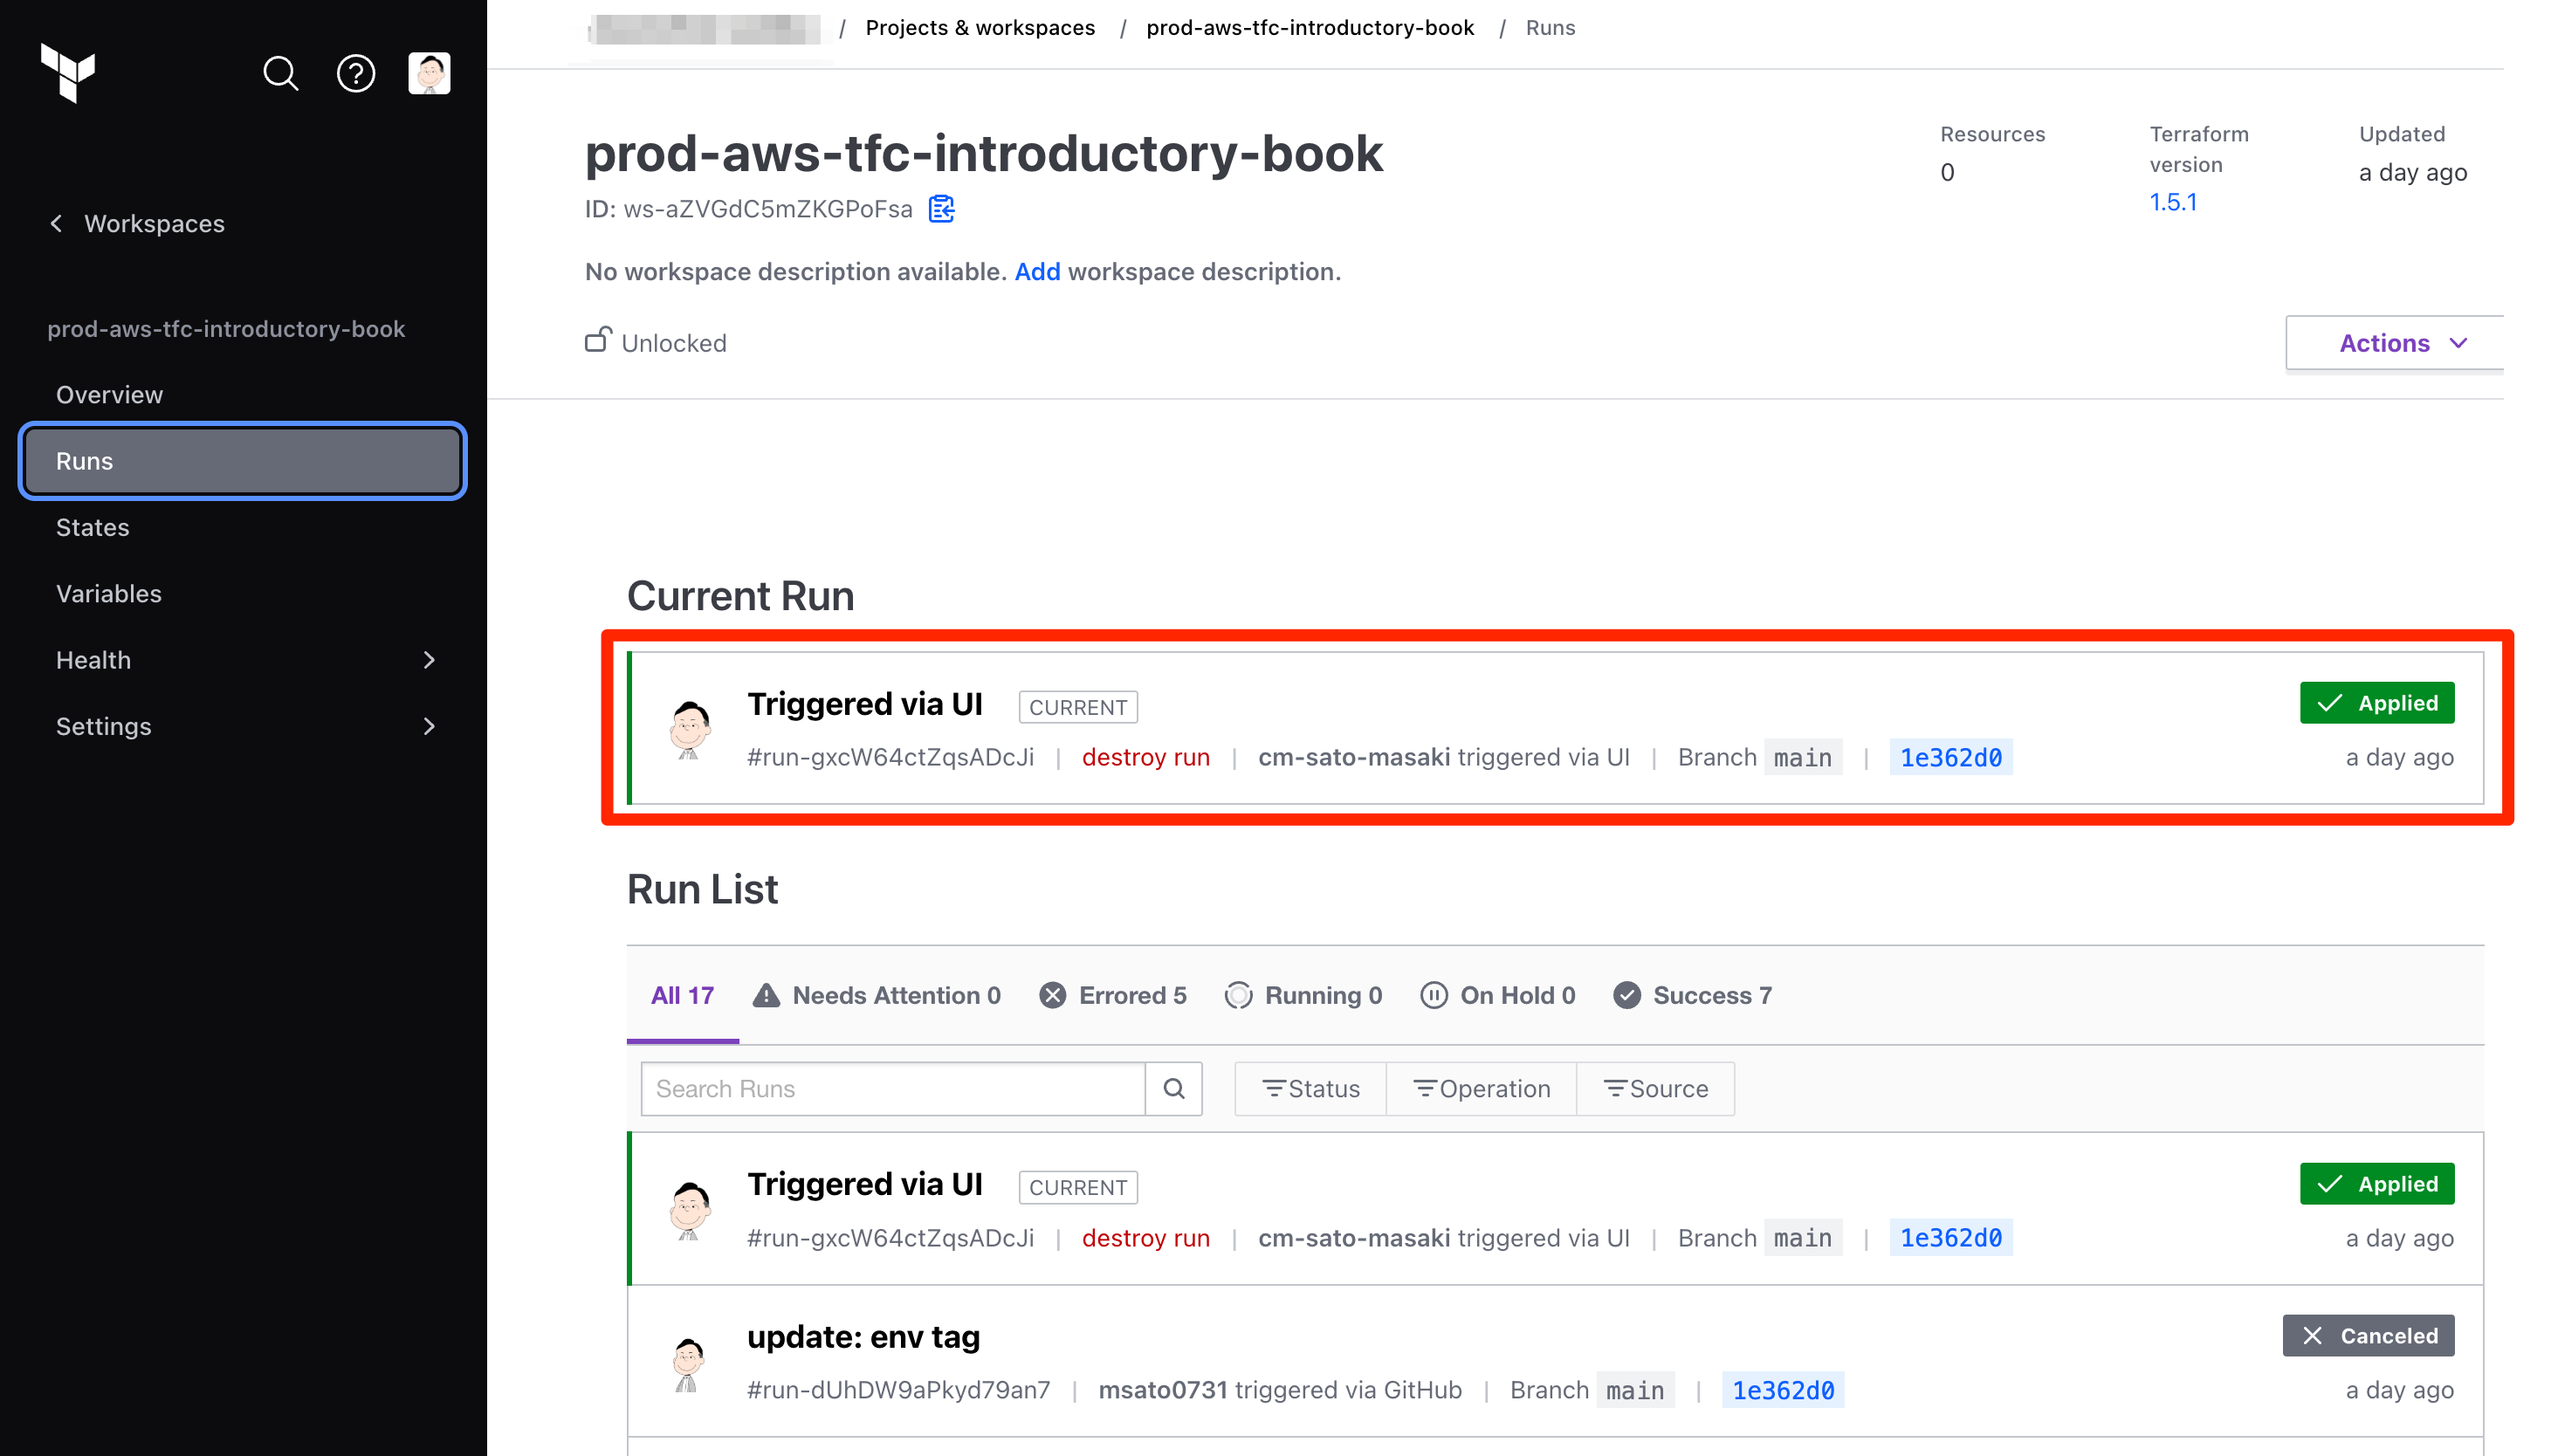 / Projects & workspaces / prod-aws-tfc-introductory-book / Runs
prod-aws-tfc-introductory-book
ID: ws-aZVGdC5mZKGPoFsa
No workspace description available. Add workspace description.
Unlocked
Resources
0
Terraform
version
1.5.1
Updated
a day ago
Actions
Workspaces
prod-aws-tfc-introductory-book
Overview
Runs
States
Variables
Health
Settings
Current Run
Triggered via UI CURRENT
Applied
#run-gxcW64ctZqsADcJi | destroy run | cm-sato-masaki triggered via UI | Branch main | 1e362d0
a day ago
Run List
All 17 Needs Attention 0 Errored 5 Running 0 On Hold 0 Success 7
Search Runs
Status Operation Source
Triggered via UI CURRENT
Applied
#run-gxcW64ctZqsADcJi | destroy run | cm-sato-masaki triggered via UI | Branch main | 1e362d0
a day ago
update: env tag
Canceled
#run-dUhDW9aPkyd79an7 | msato0731 triggered via GitHub | Branch main | 1e362d0
a day ago